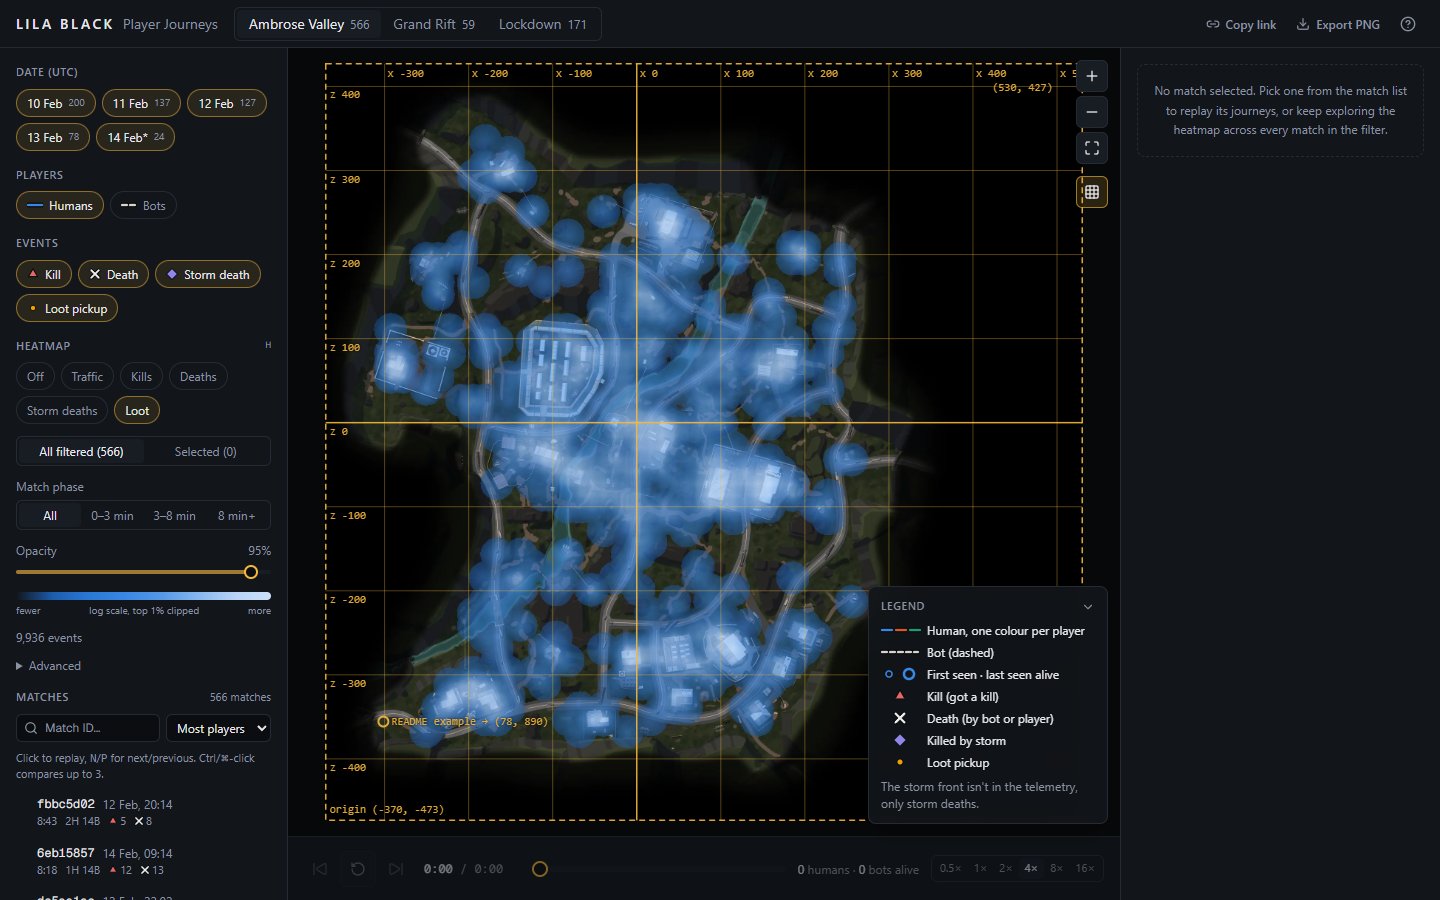 LILA BLACK Player Journeys Ambrose Valley 566 Grand Rift 59 Lockdown 171 Copy link Export PNG ?
DATE (UTC)
10 Feb 200 11 Feb 137 12 Feb 127
13 Feb 78 14 Feb* 24
PLAYERS
Humans Bots
EVENTS
Kill Death Storm death
Loot pickup
HEATMAP H
Off Traffic Kills Deaths
Storm deaths Loot
All filtered (566) Selected (0)
Match phase
All 0–3 min 3–8 min 8 min+
Opacity 95%
fewer log scale, top 1% clipped more
9,936 events
Advanced
MATCHES 566 matches
Match ID... Most players
Click to replay, N/P for next/previous. Ctrl/⌘-click
compares up to 3.
fbbc5d02 12 Feb, 20:14
8:43 2H 14B 5 8
6eb15857 14 Feb, 09:14
8:18 1H 14B 12 13
x -300 x -200 x -100 x 0 x 100 x 200 x 300 x 400
(530, 427)
z 400
z 300
z 200
z 100
z 0
z -100
z -200
z -300
README example → (78, 890)
z -400
origin (-370, -473)
LEGEND
Human, one colour per player
Bot (dashed)
First seen · last seen alive
Kill (got a kill)
Death (by bot or player)
Killed by storm
Loot pickup
The storm front isn't in the telemetry,
only storm deaths.
0:00 / 0:00 0 humans · 0 bots alive 0.5× 1× 2× 4× 8× 16×
No match selected. Pick one from the match list
to replay its journeys, or keep exploring the
heatmap across every match in the filter.